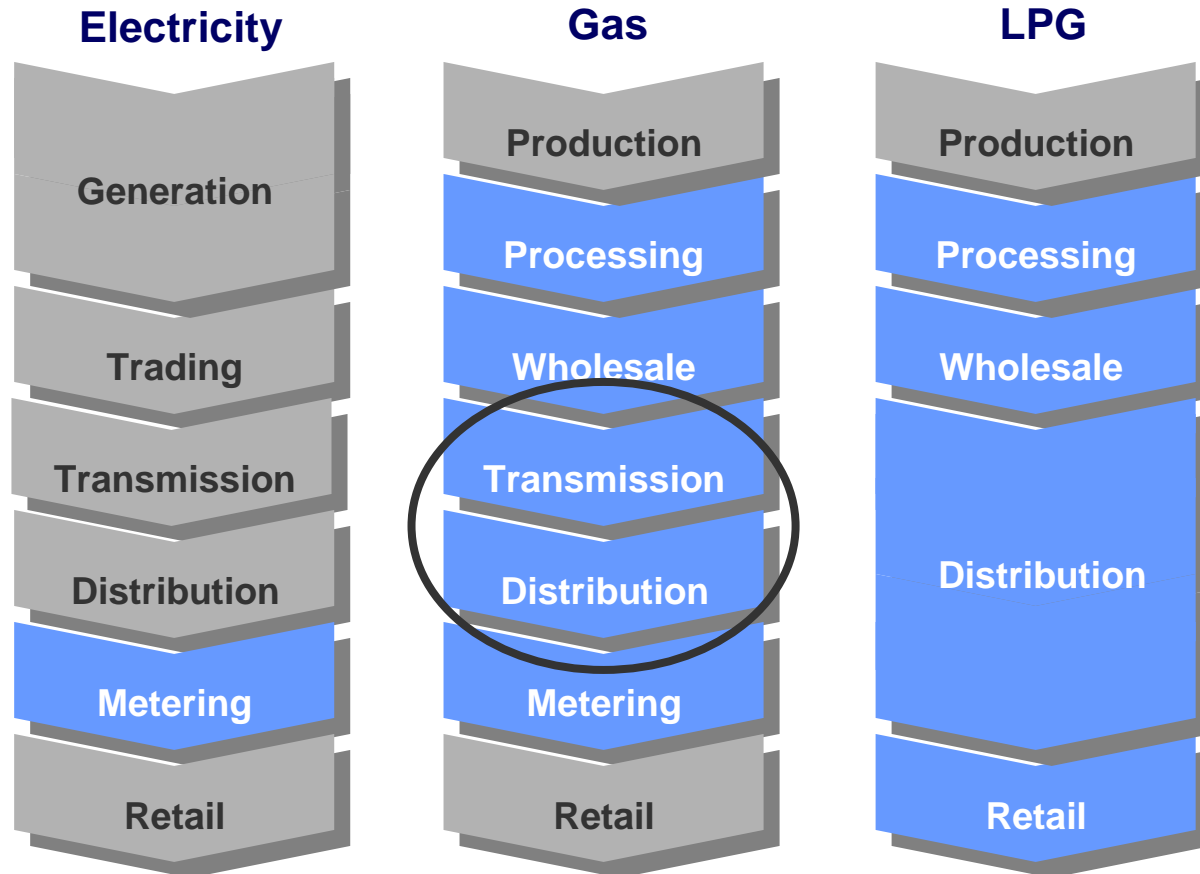 Electricity
Generation
Trading
Transmission
Distribution
Metering
Retail
Gas
Production
Processing
Wholesale
Transmission
Distribution
Metering
Retail
LPG
Production
Processing
Wholesale
Distribution
Retail